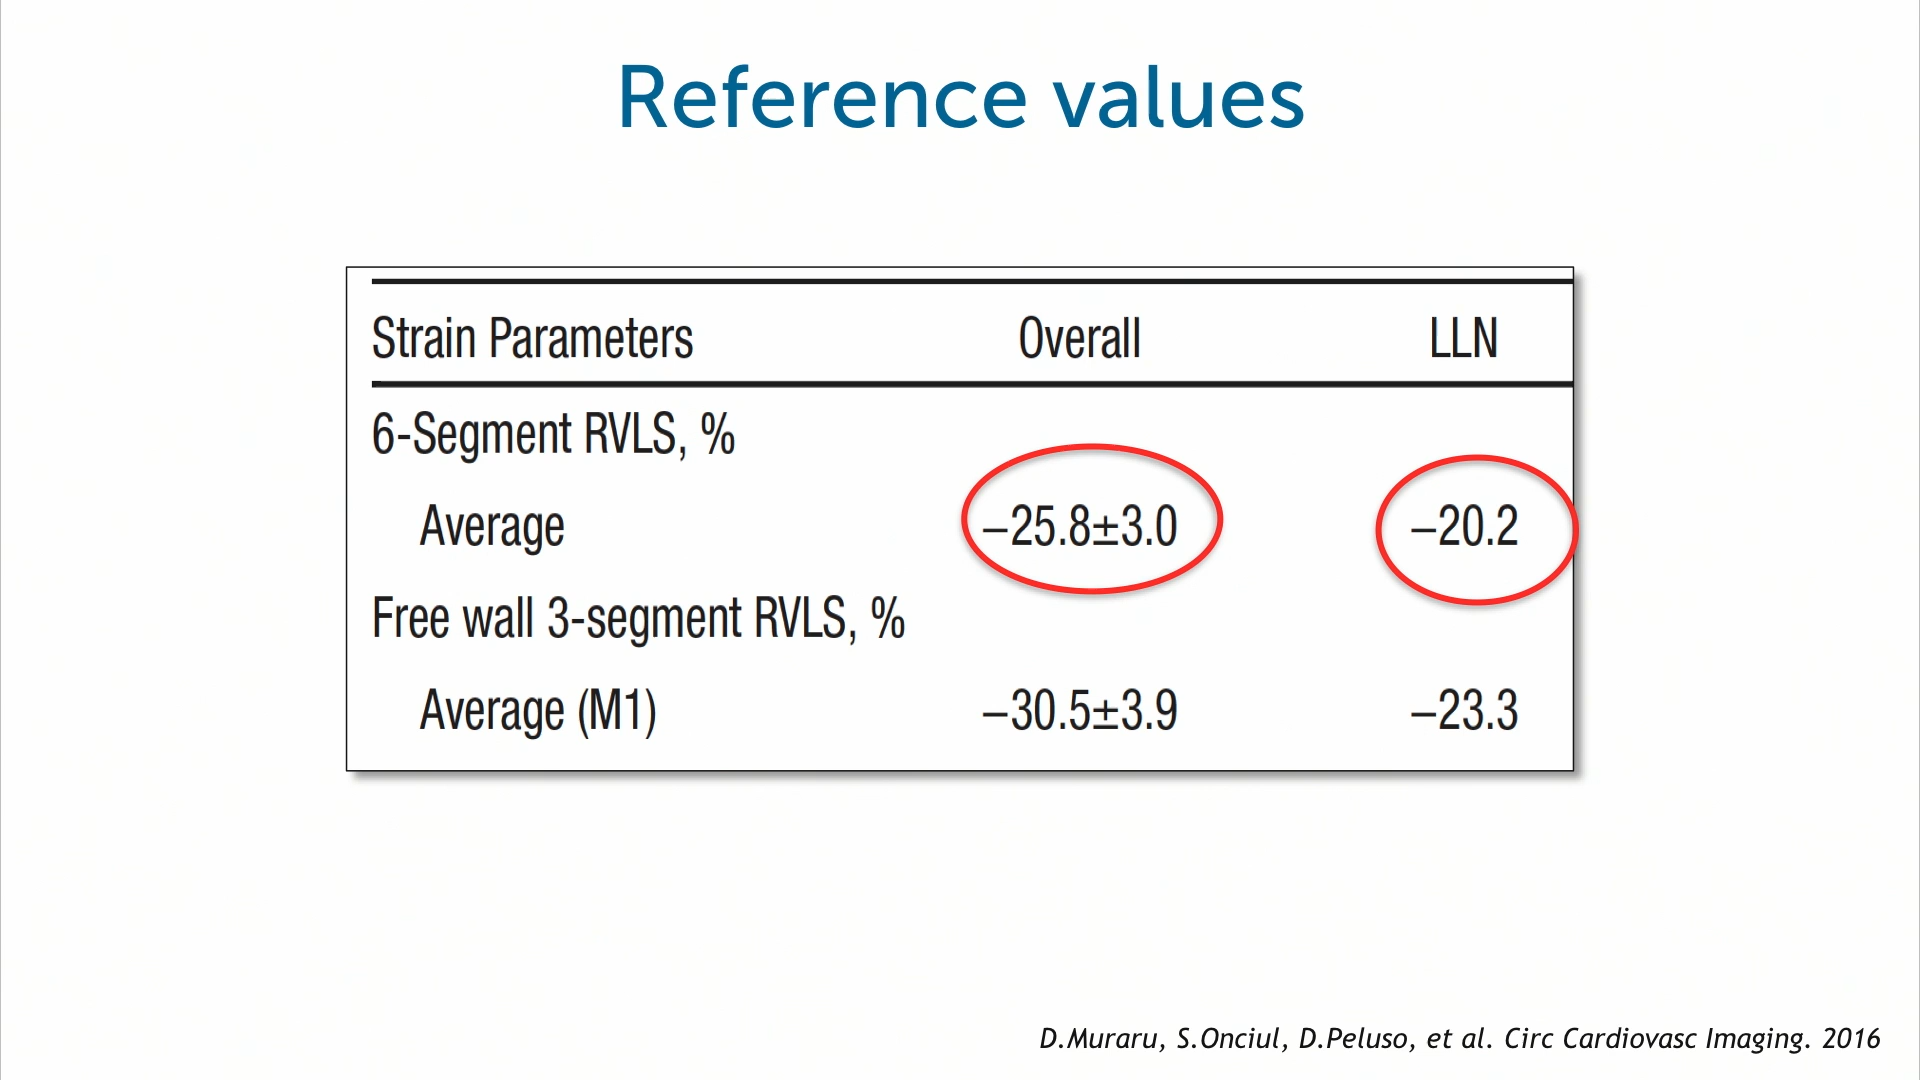 Reference values
Strain Parameters Overall LLN
6-Segment RVLS, %
Average –25.8±3.0 –20.2
Free wall 3-segment RVLS, %
Average (M1) –30.5±3.9 –23.3
D.Muraru, S.Onciul, D.Peluso, et al. Circ Cardiovasc Imaging. 2016